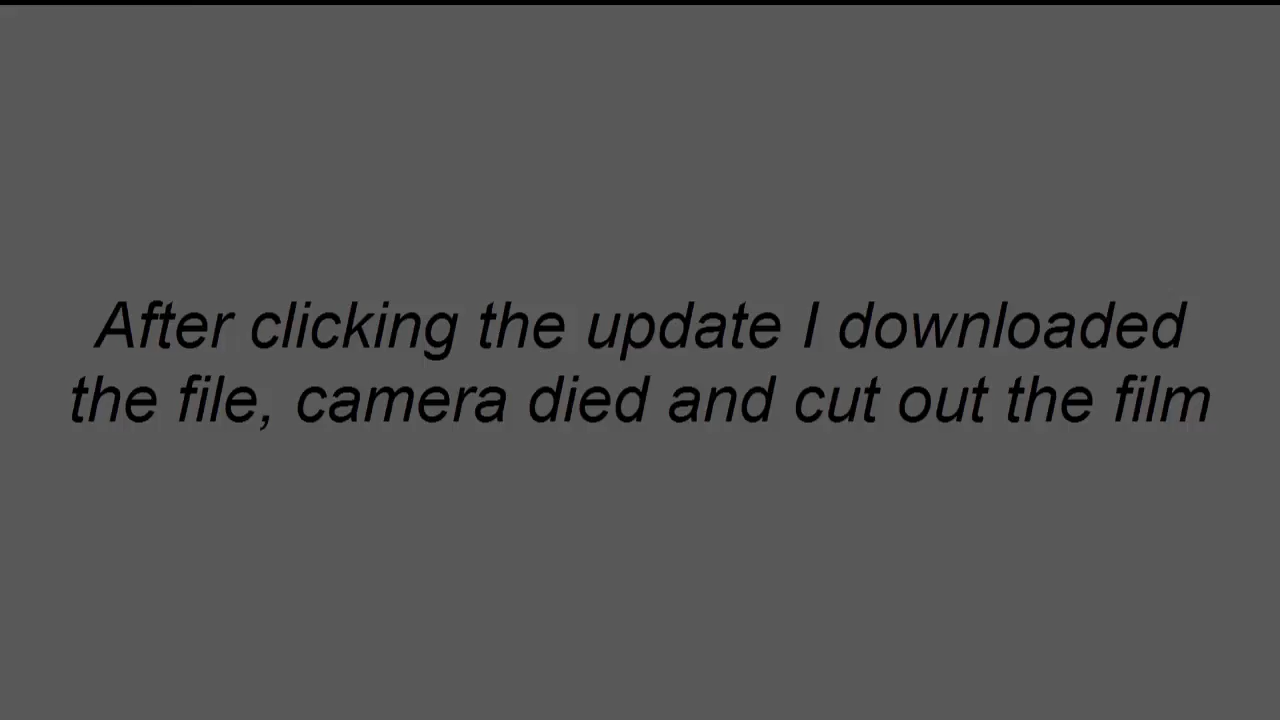 After clicking the update I downloaded
the file, camera died and cut out the film